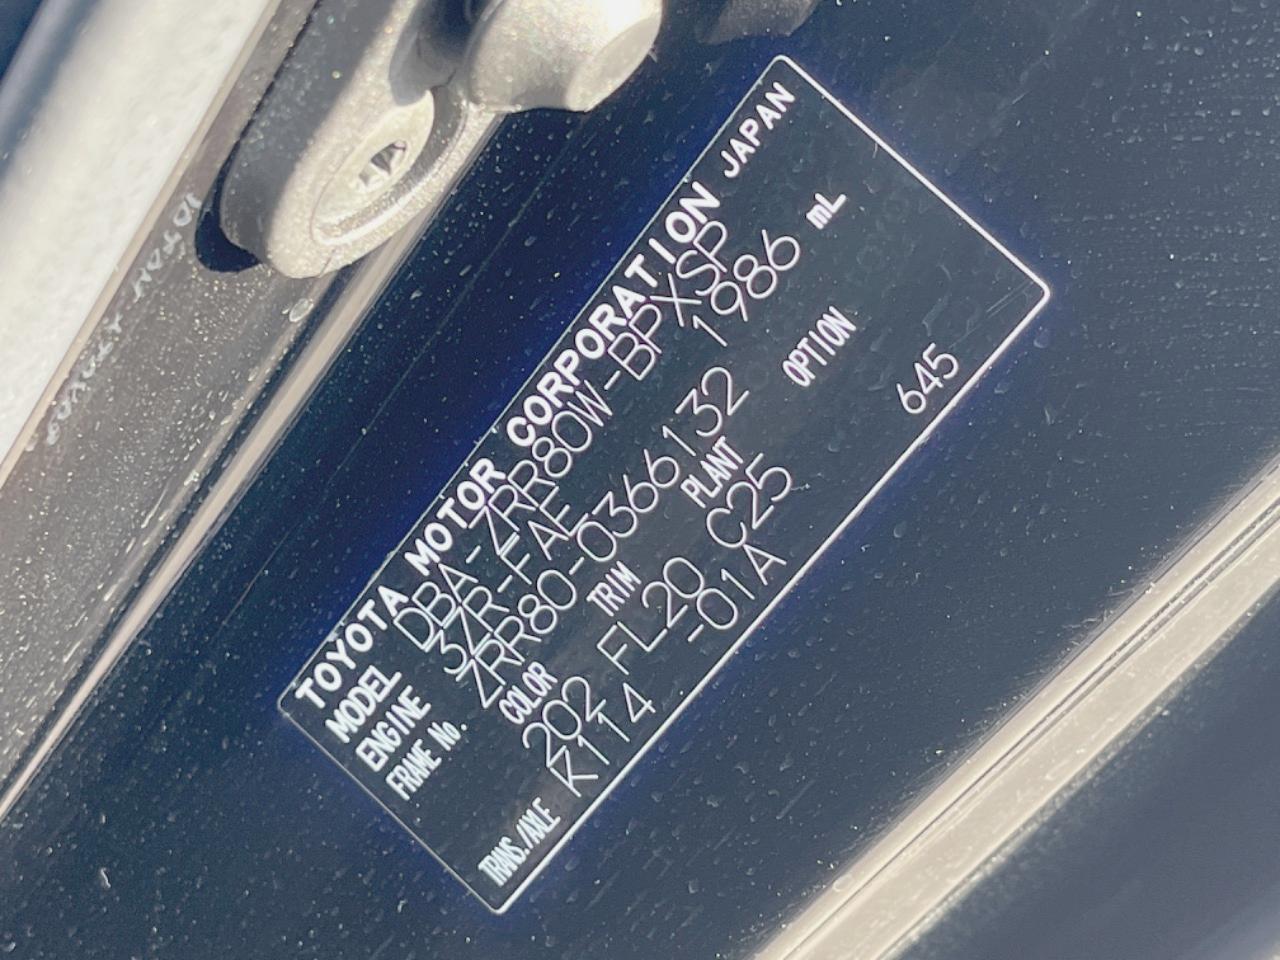 TOYOTA MOTOR CORPORATION JAPAN
MODEL DBA-ZRR80W-BPXSP
ENGINE 3ZR-FAE 1986 mL
FRAME No. ZRR80-0366132
COLOR TRIM PLANT OPTION
202 FL20 C25 645
TRANS./AXLE K114 -01A